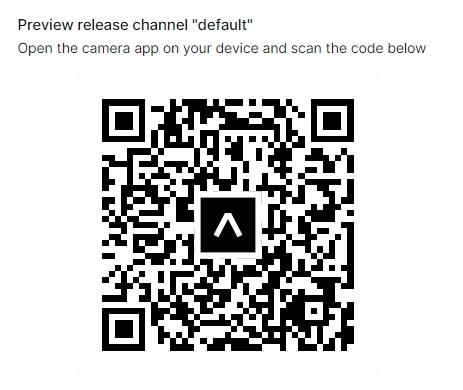 Preview release channel "default"
Open the camera app on your device and scan the code below